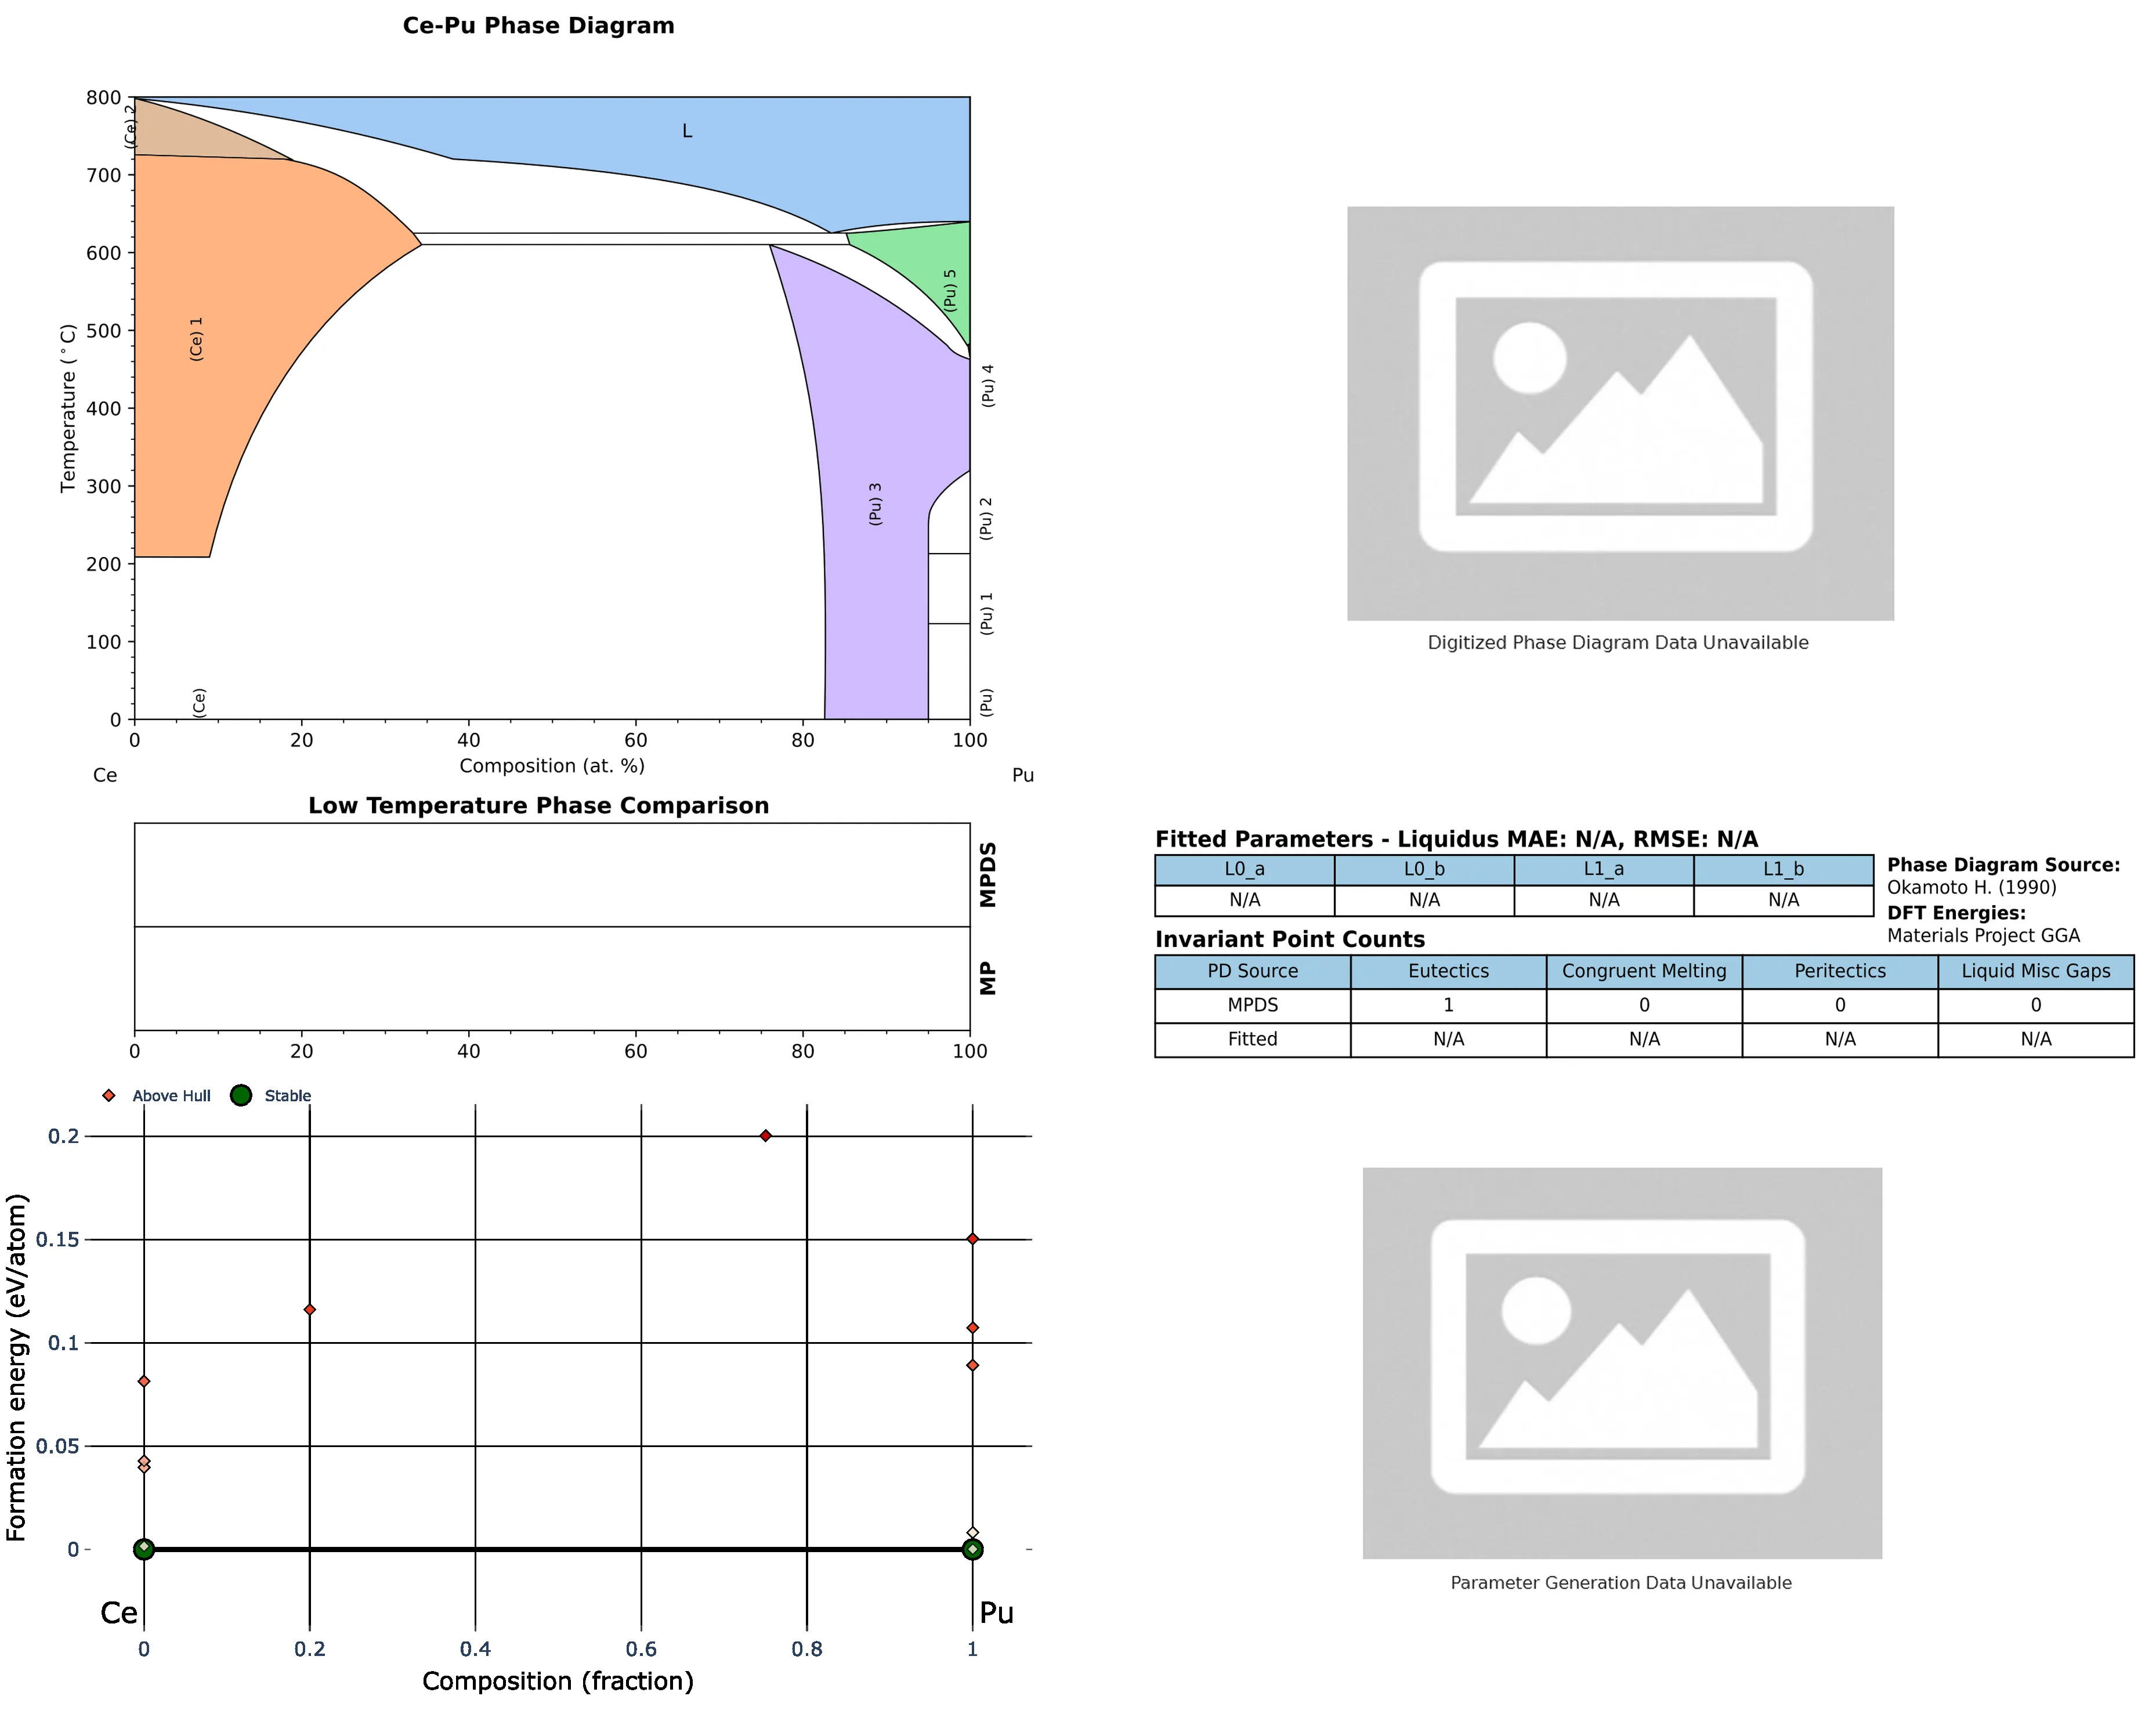 Ce-Pu Phase Diagram
800
700
600
500
400
300
200
100
0
Temperature (°C)
(Ce) 2
L
(Ce) 1
(Pu) 5
(Pu) 4
(Pu) 3
(Pu) 2
(Pu) 1
(Ce)
(Pu)
0 20 40 60 80 100
Composition (at. %)
Ce Pu
Digitized Phase Diagram Data Unavailable
Low Temperature Phase Comparison
MPDS
MP
0 20 40 60 80 100
Fitted Parameters - Liquidus MAE: N/A, RMSE: N/A
L0_a L0_b L1_a L1_b
N/A N/A N/A N/A
Phase Diagram Source:
Okamoto H. (1990)
DFT Energies:
Materials Project GGA
Invariant Point Counts
PD Source Eutectics Congruent Melting Peritectics Liquid Misc Gaps
MPDS 1 0 0 0
Fitted N/A N/A N/A N/A
Above Hull Stable
0.2
0.15
0.1
0.05
0
Formation energy (eV/atom)
Ce Pu
0 0.2 0.4 0.6 0.8 1
Composition (fraction)
Parameter Generation Data Unavailable